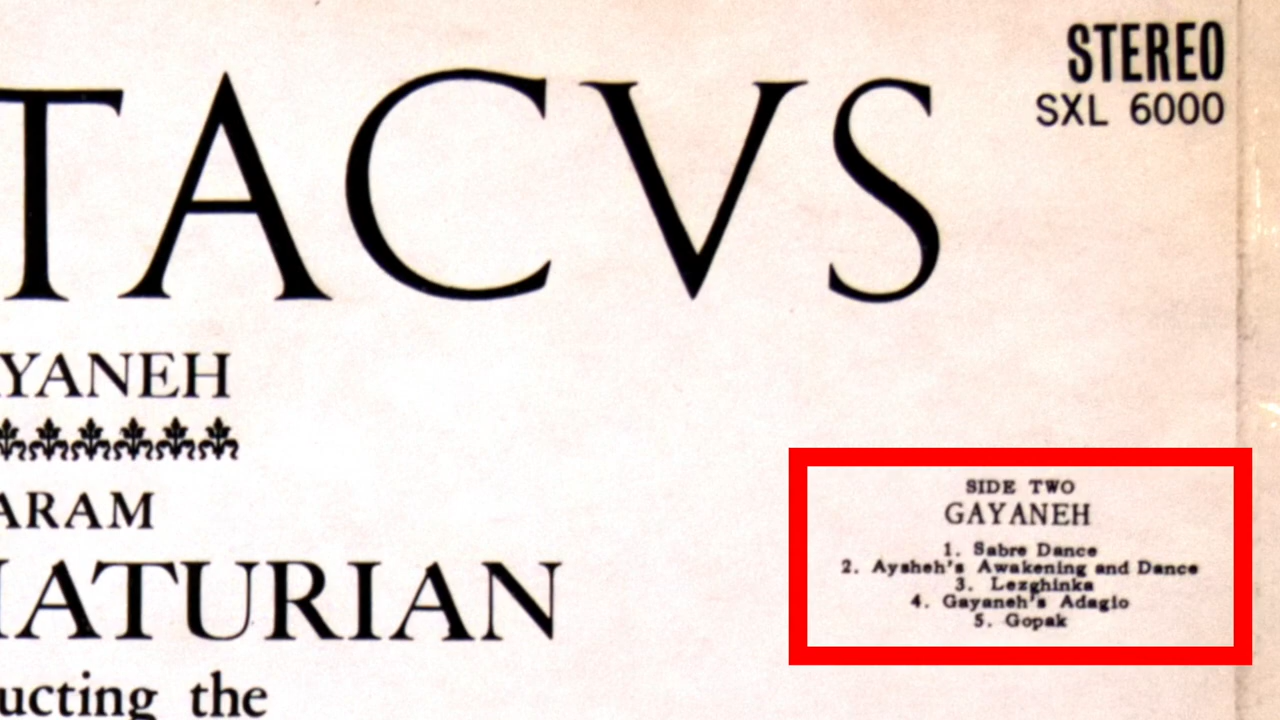 STEREO
SXL 6000
TACVS
YANEH
ARAM
ATURIAN
ucting the
SIDE TWO
GAYANEH
1. Sabre Dance
2. Aysheh's Awakening and Dance
3. Lezghinka
4. Gayaneh's Adagio
5. Gopak